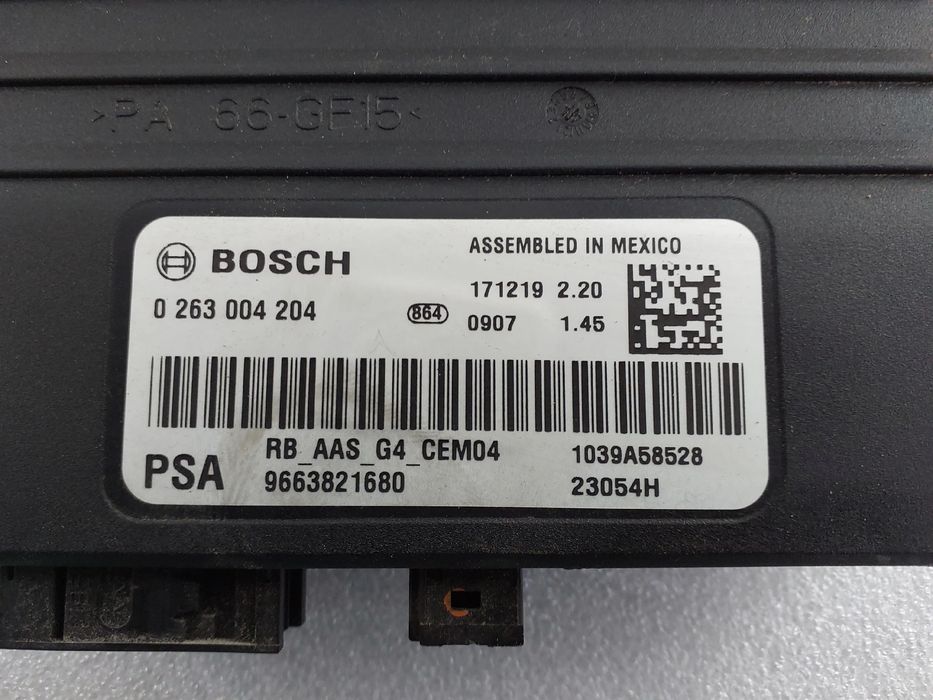 >PA 66-GF15<
BOSCH
ASSEMBLED IN MEXICO
0 263 004 204
864
171219 2.20
0907 1.45
PSA
RB_AAS_G4_CEM04
9663821680
1039A58528
23054H